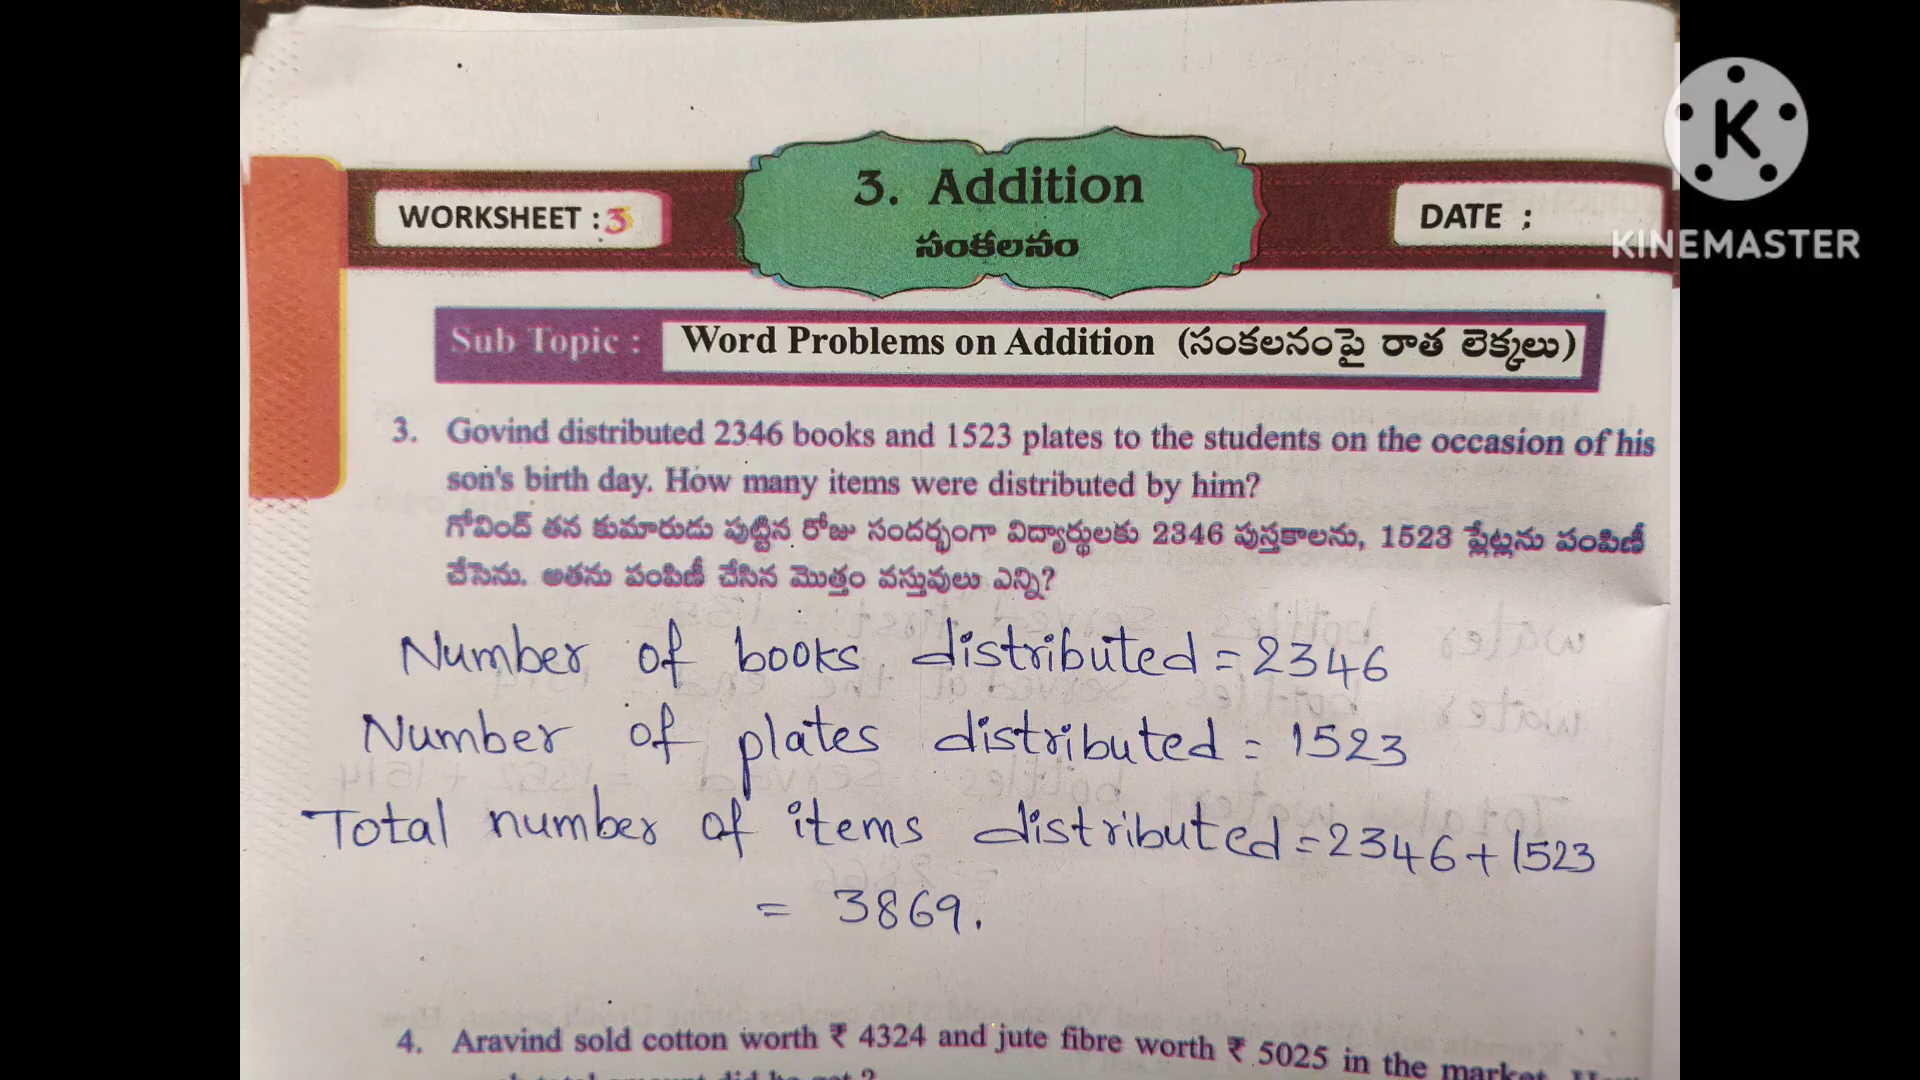 3. Addition
సంకలనం
WORKSHEET : 3
DATE :
KINEMASTER
Sub Topic : Word Problems on Addition (సంకలనంపై రాత లెక్కలు)
3. Govind distributed 2346 books and 1523 plates to the students on the occasion of his
son's birth day. How many items were distributed by him?
గోవింద్ తన కుమారుడు పుట్టిన రోజు సందర్భంగా విద్యార్థులకు 2346 పుస్తకాలను, 1523 ప్లేట్లను పంపిణీ
చేసెను. అతను పంపిణీ చేసిన మొత్తం వస్తువులు ఎన్ని?
Number of books distributed = 2346
Number of plates distributed = 1523
Total number of items distributed = 2346 + 1523
= 3869.
4. Aravind sold cotton worth ₹ 4324 and jute fibre worth ₹ 5025 in the market.